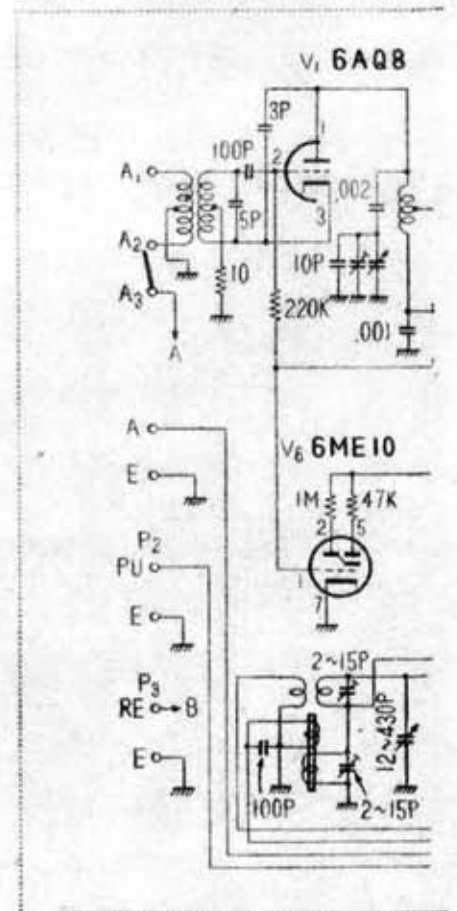 V₁ 6AQ8
3P
1
100P
2
A₁
.002
5P
3
A₂
10
10P
A₃
220K
.001
A
A
V₆ 6ME10
E
1M
47K
2
5
P₂
PU
1
7
E
2~15P
P₃
RE
B
12~430P
E
100P
2~15P